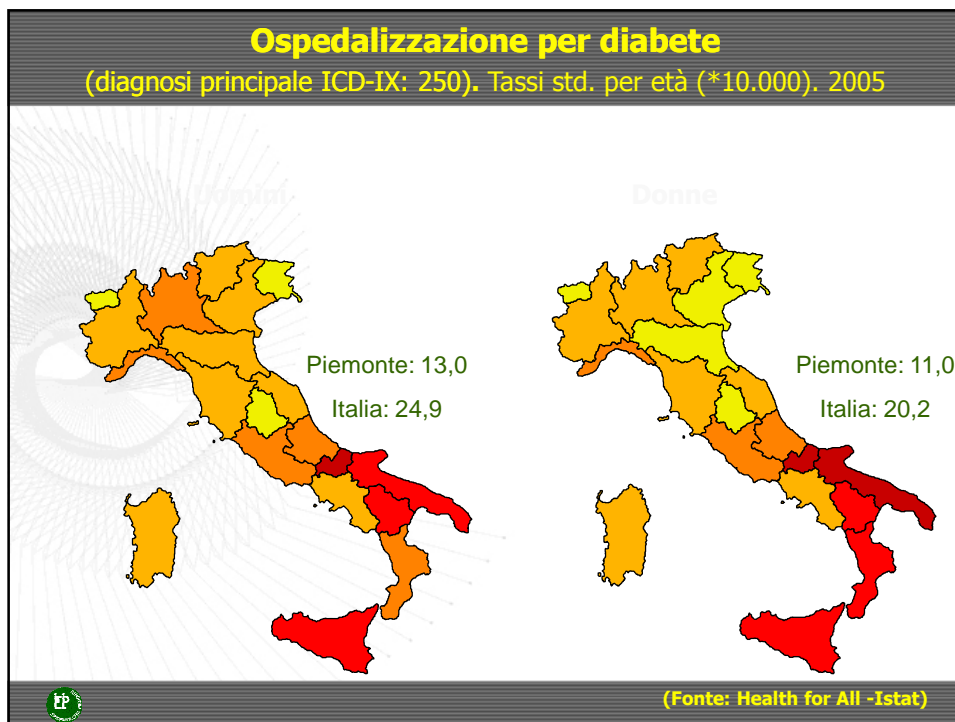 Ospedalizzazione per diabete
(diagnosi principale ICD-IX: 250). Tassi std. per età (*10.000). 2005
Uomini
Donne
Piemonte: 13,0
Italia: 24,9
Piemonte: 11,0
Italia: 20,2
(Fonte: Health for All -Istat)